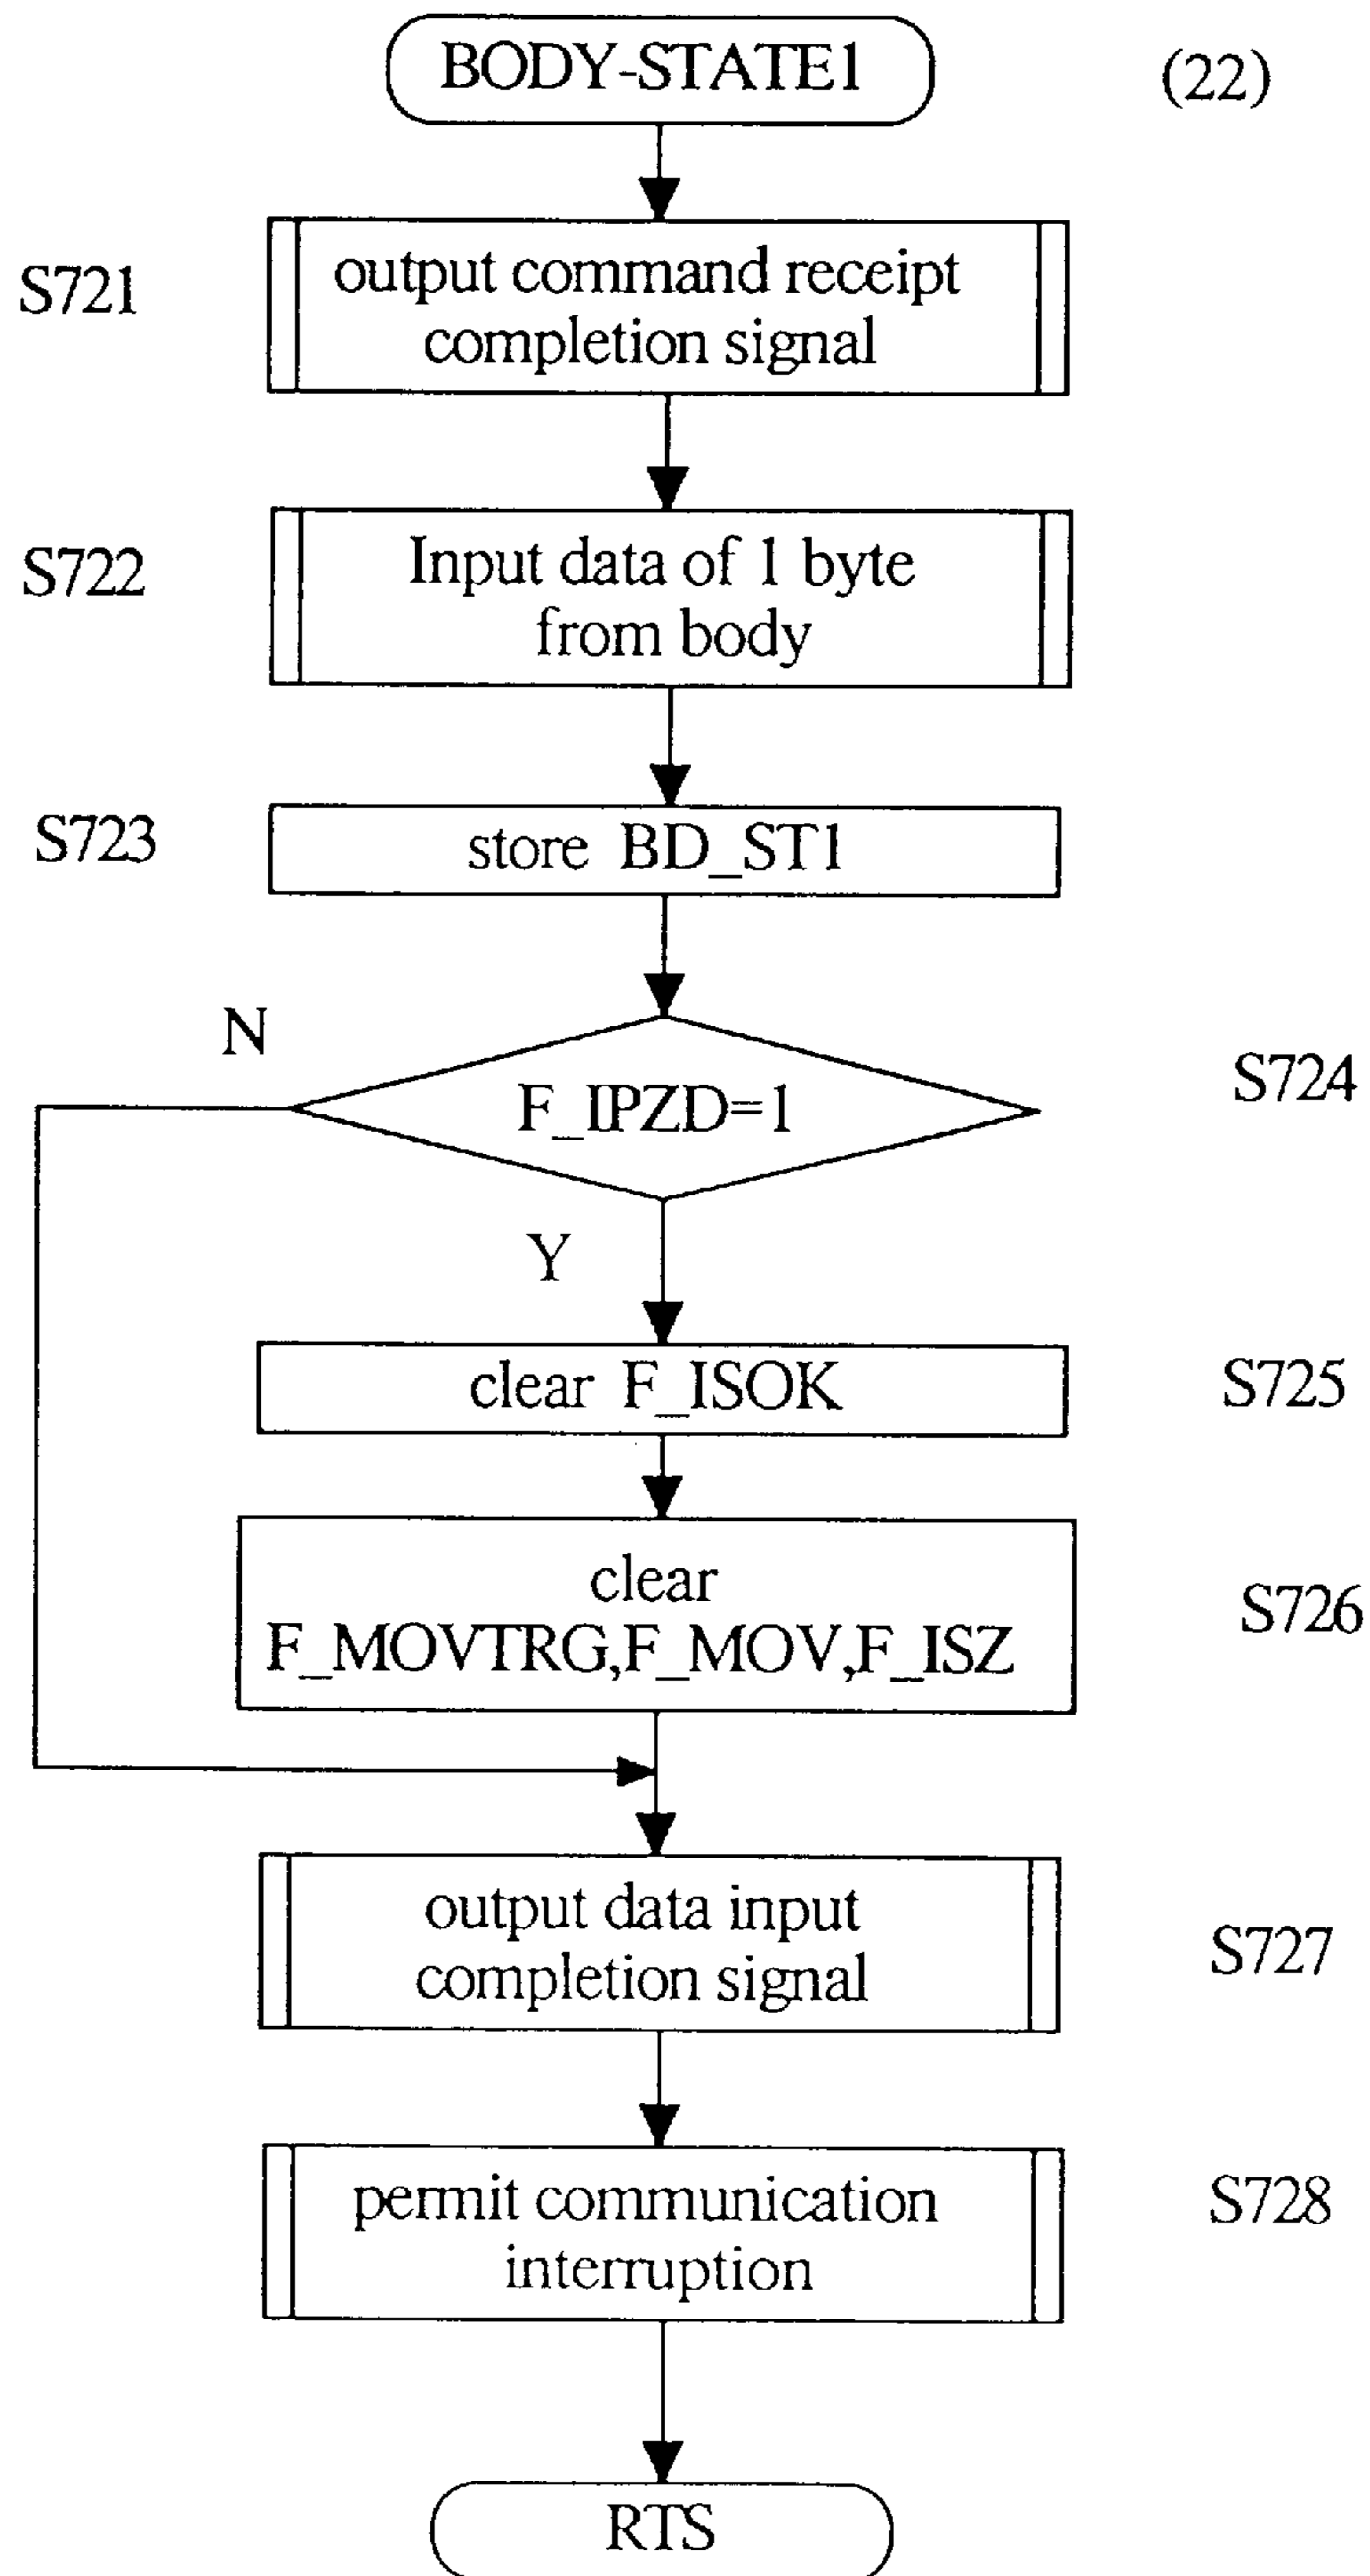 BODY-STATE1
(22)
S721
output command receipt
completion signal
S722
Input data of 1 byte
from body
S723
store BD_ST1
N
F_IPZD=1
S724
Y
clear F_ISOK
S725
clear
F_MOVTRG,F_MOV,F_ISZ
S726
output data input
completion signal
S727
permit communication
interruption
S728
RTS